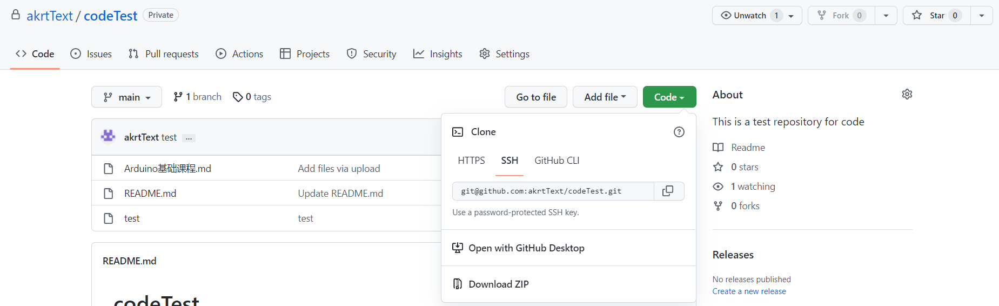 akrtText / codeTest Private
Unwatch 1
Fork 0
Star 0
Code
Issues
Pull requests
Actions
Projects
Security
Insights
Settings
main
1 branch
0 tags
Go to file
Add file
Code
akrtText test ...
Arduino基础课程.md Add files via upload
README.md Update README.md
test test
README.md
codeTest
Clone
HTTPS SSH GitHub CLI
git@github.com:akrtText/codeTest.git
Use a password-protected SSH key.
Open with GitHub Desktop
Download ZIP
About
This is a test repository for code
Readme
0 stars
1 watching
0 forks
Releases
No releases published
Create a new release